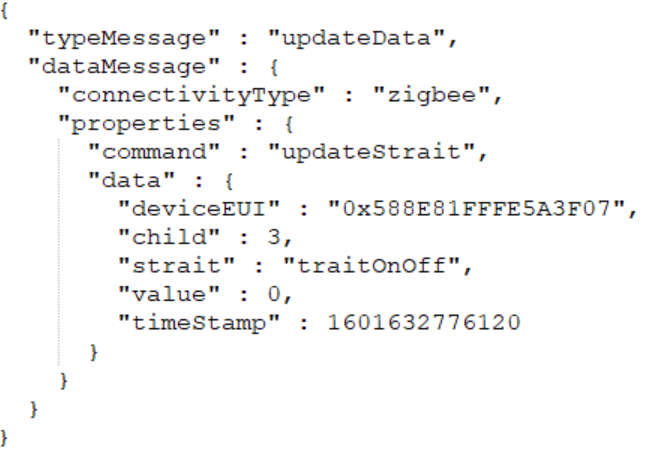 {
  "typeMessage" : "updateData",
  "dataMessage" : {
    "connectivityType" : "zigbee",
    "properties" : {
      "command" : "updateStrait",
      "data" : {
        "deviceEUI" : "0x588E81FFFE5A3F07",
        "child" : 3,
        "strait" : "traitOnOff",
        "value" : 0,
        "timeStamp" : 1601632776120
      }
    }
  }
}